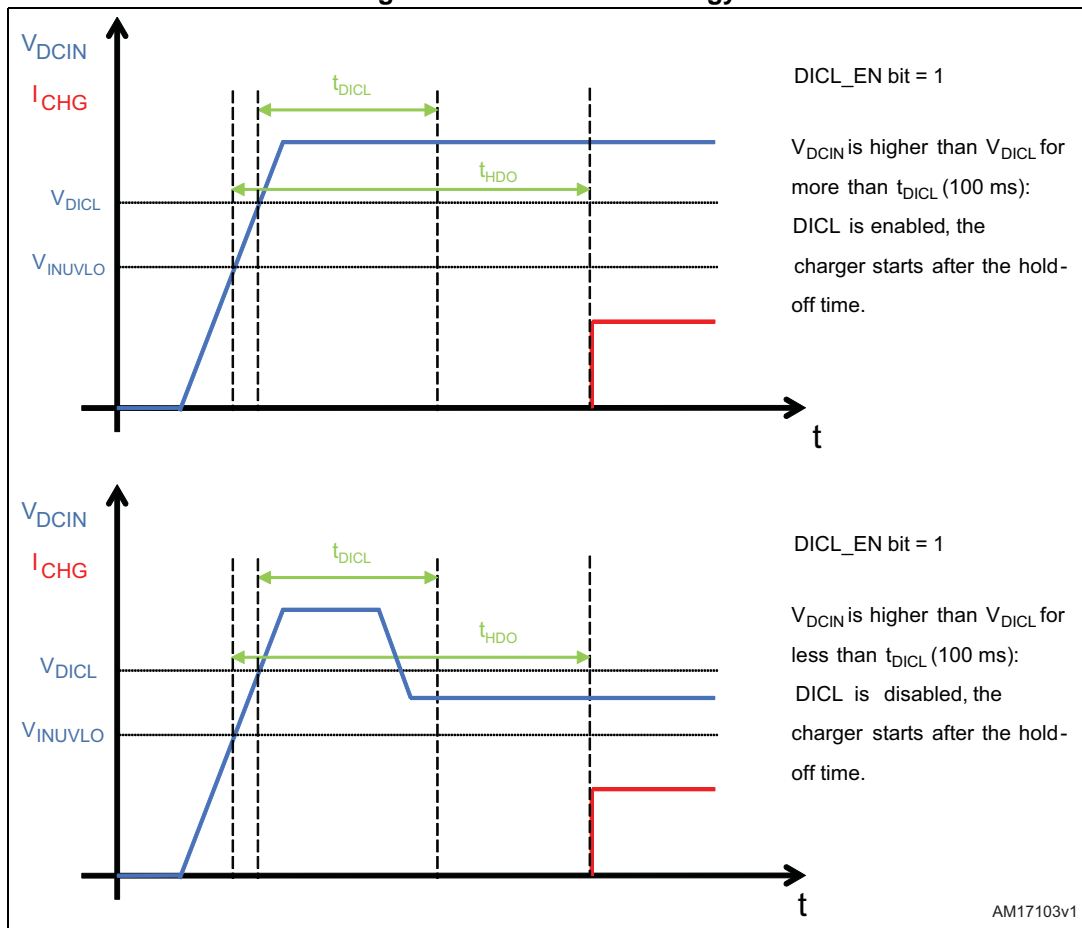 VDCIN
ICHG
tDICL
tHDO
VDICL
VINUVLO
t
DICL_EN bit = 1
VDCIN is higher than VDICL for
more than tDICL (100 ms):
DICL is enabled, the
charger starts after the hold-
off time.
VDCIN
ICHG
tDICL
tHDO
VDICL
VINUVLO
t
DICL_EN bit = 1
VDCIN is higher than VDICL for
less than tDICL (100 ms):
DICL is disabled, the
charger starts after the hold-
off time.
AM17103v1